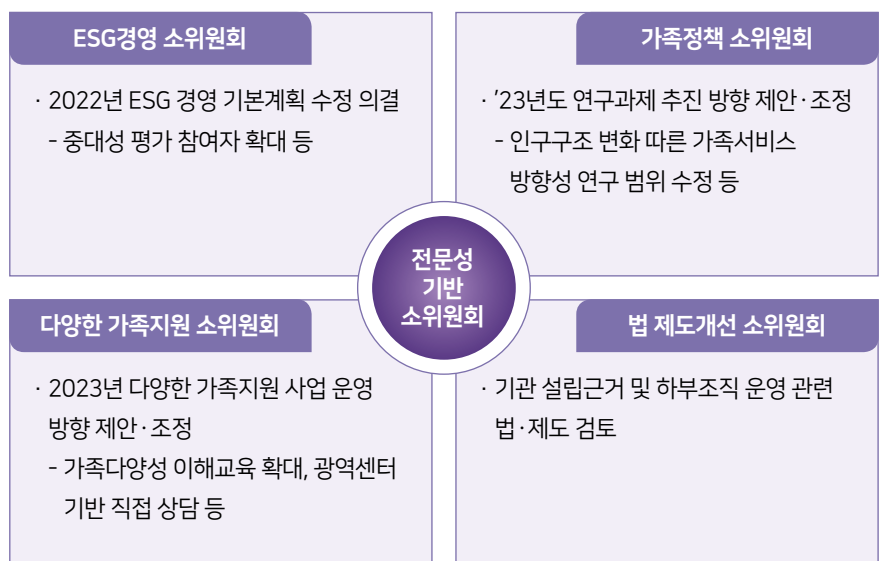 ESG경영 소위원회
· 2022년 ESG 경영 기본계획 수정 의결
- 중대성 평가 참여자 확대 등
가족정책 소위원회
· ’23년도 연구과제 추진 방향 제안·조정
- 인구구조 변화 따른 가족서비스
방향성 연구 범위 수정 등
전문성
기반
소위원회
다양한 가족지원 소위원회
· 2023년 다양한 가족지원 사업 운영
방향 제안·조정
- 가족다양성 이해교육 확대, 광역센터
기반 직접 상담 등
법 제도개선 소위원회
· 기관 설립근거 및 하부조직 운영 관련
법·제도 검토